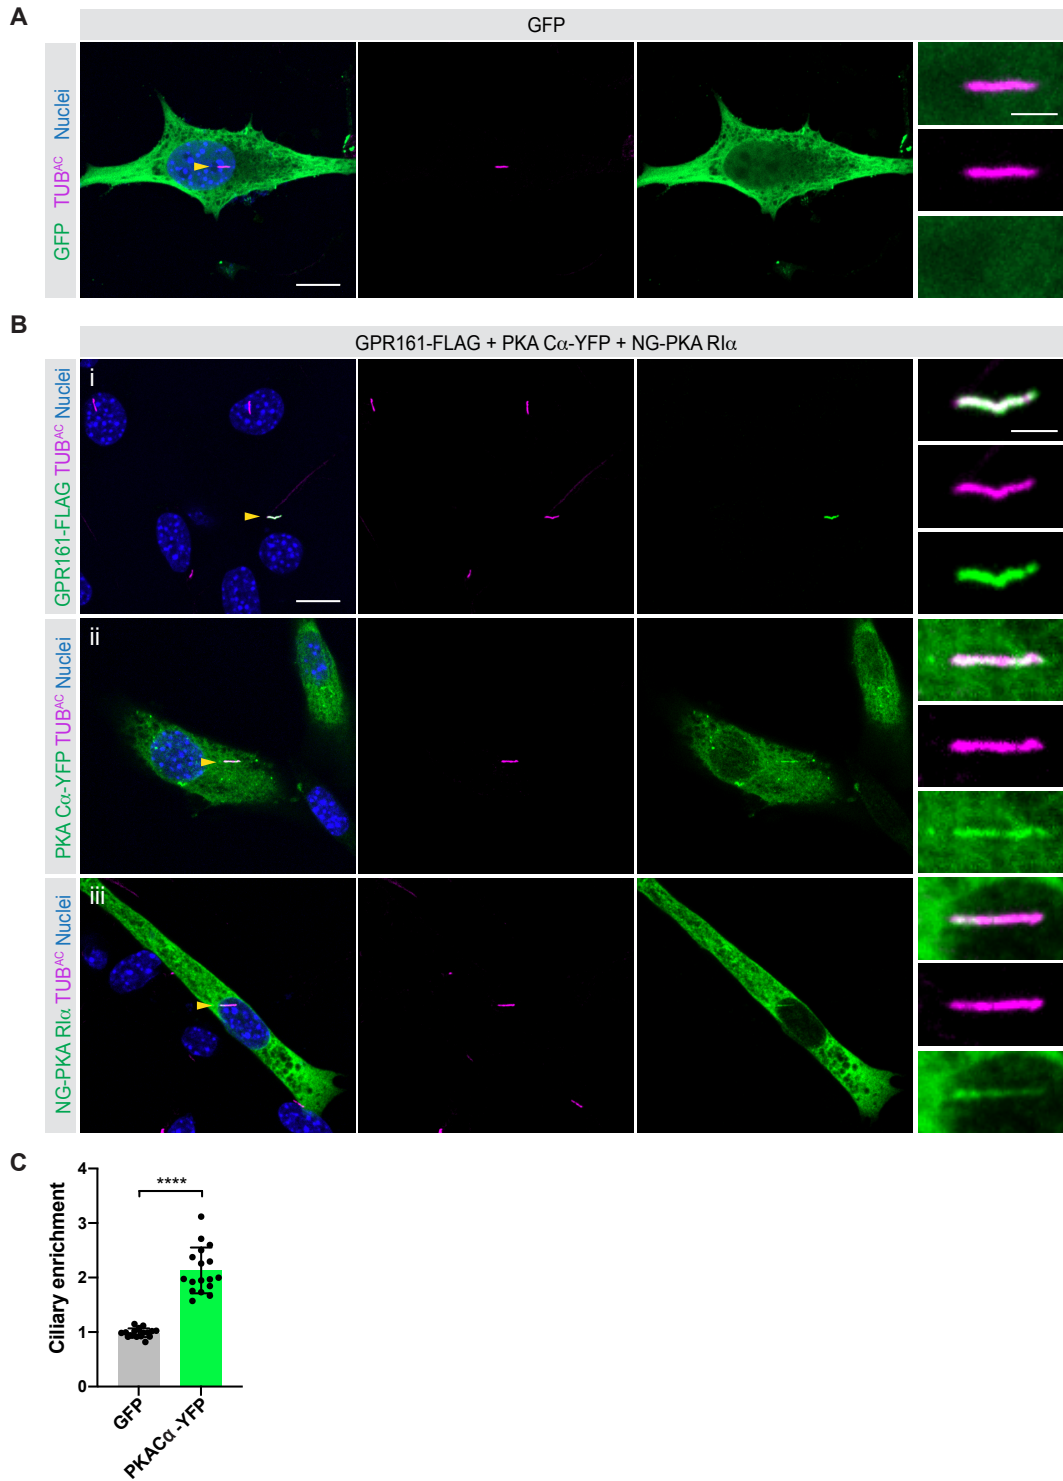 A
GFP
GFP TUBAC Nuclei
B
GPR161-FLAG + PKA Cα-YFP + NG-PKA RIα
GPR161-FLAG TUBAC Nuclei
i
PKA Cα-YFP TUBAC Nuclei
ii
NG-PKA RIα TUBAC Nuclei
iii
C
Ciliary enrichment
4
3
2
1
0
****
GFP
PKACα -YFP